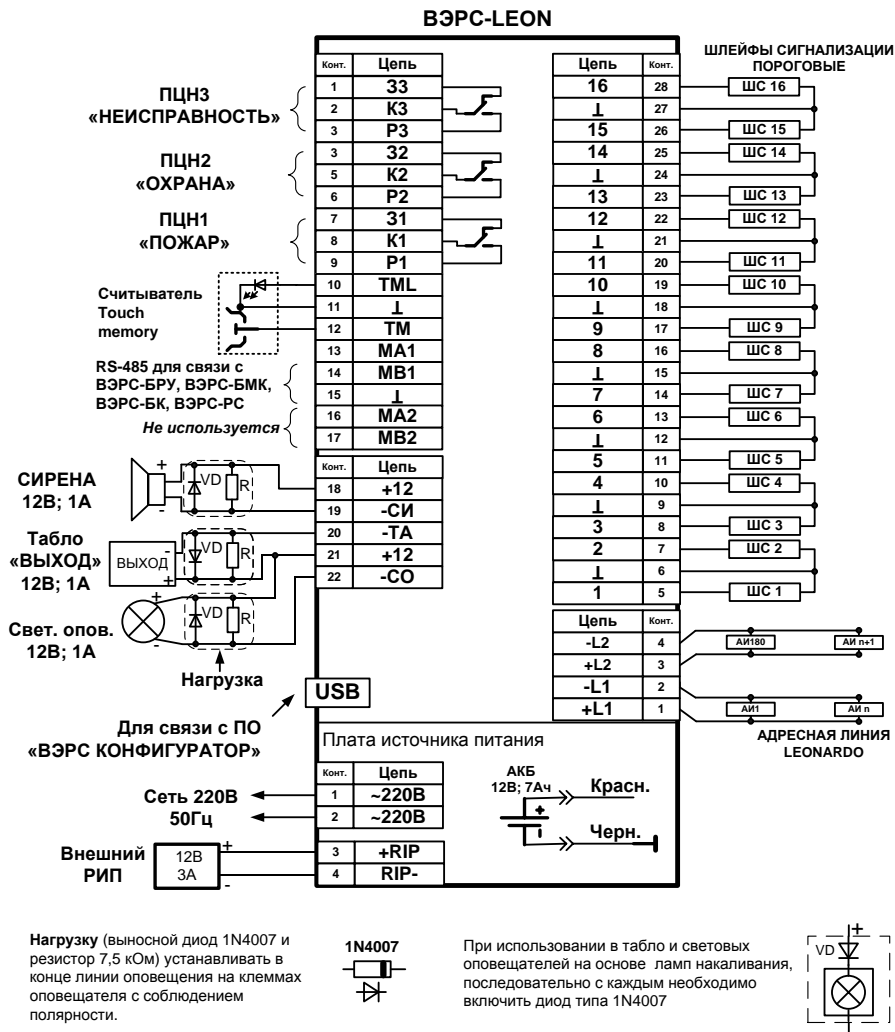 ВЭРС-LEON
ШЛЕЙФЫ СИГНАЛИЗАЦИИ
ПОРОГОВЫЕ
ПЦН3
«НЕИСПРАВНОСТЬ»
ПЦН2
«ОХРАНА»
ПЦН1
«ПОЖАР»
Считыватель
Touch
memory
RS-485 для связи с
ВЭРС-БРУ, ВЭРС-БМК,
ВЭРС-БК, ВЭРС-РС
Не используется
Конт. Цепь
1 З3
2 К3
3 Р3
3 З2
5 К2
6 Р2
7 З1
8 К1
9 Р1
10 TML
11 ⊥
12 TM
13 MA1
14 MB1
15 ⊥
16 MA2
17 MB2
Конт. Цепь
18 +12
19 -СИ
20 -ТА
21 +12
22 -СО
СИРЕНА
12В; 1А
+
-
VD
R
Табло
«ВЫХОД»
12В; 1А
ВЫХОД
-
+
VD
R
Свет. опов.
12В; 1А
+
-
VD
R
Нагрузка
USB
Для связи с ПО
«ВЭРС КОНФИГУРАТОР»
Цепь Конт.
16 28 ШС 16
⊥ 27
15 26 ШС 15
14 25 ШС 14
⊥ 24
13 23 ШС 13
12 22 ШС 12
⊥ 21
11 20 ШС 11
10 19 ШС 10
⊥ 18
9 17 ШС 9
8 16 ШС 8
⊥ 15
7 14 ШС 7
6 13 ШС 6
⊥ 12
5 11 ШС 5
4 10 ШС 4
⊥ 9
3 8 ШС 3
2 7 ШС 2
⊥ 6
1 5 ШС 1
Цепь Конт.
-L2 4 АИ180 АИ n+1
+L2 3
-L1 2
+L1 1 АИ1 АИ n
АДРЕСНАЯ ЛИНИЯ
LEONARDO
Плата источника питания
Конт. Цепь
1 ~220В
2 ~220В
3 +RIP
4 RIP-
Сеть 220В
50Гц
Внешний
РИП
12В
3А
+
-
АКБ
12В; 7Ач
+
-
Красн.
Черн.
Нагрузку (выносной диод 1N4007 и
резистор 7,5 кОм) устанавливать в
конце линии оповещения на клеммах
оповещателя с соблюдением
полярности.
1N4007
При использовании в табло и световых
оповещателей на основе ламп накаливания,
последовательно с каждым необходимо
включить диод типа 1N4007
VD
+